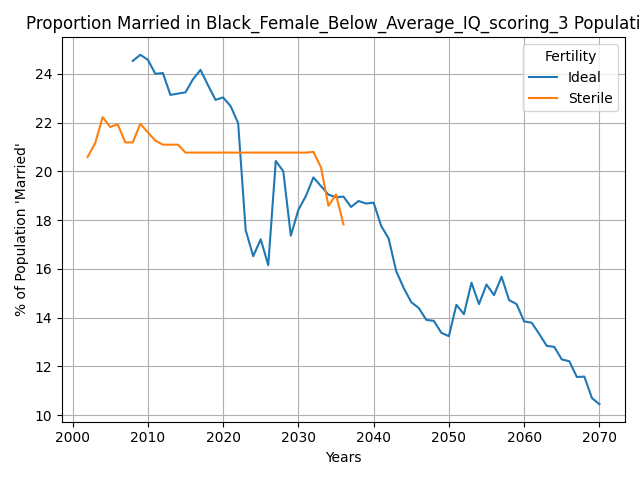 Proportion Married in Black_Female_Below_Average_IQ_scoring_3 Populati
Fertility
Ideal
Sterile
% of Population 'Married'
24
22
20
18
16
14
12
10
2000 2010 2020 2030 2040 2050 2060 2070
Years